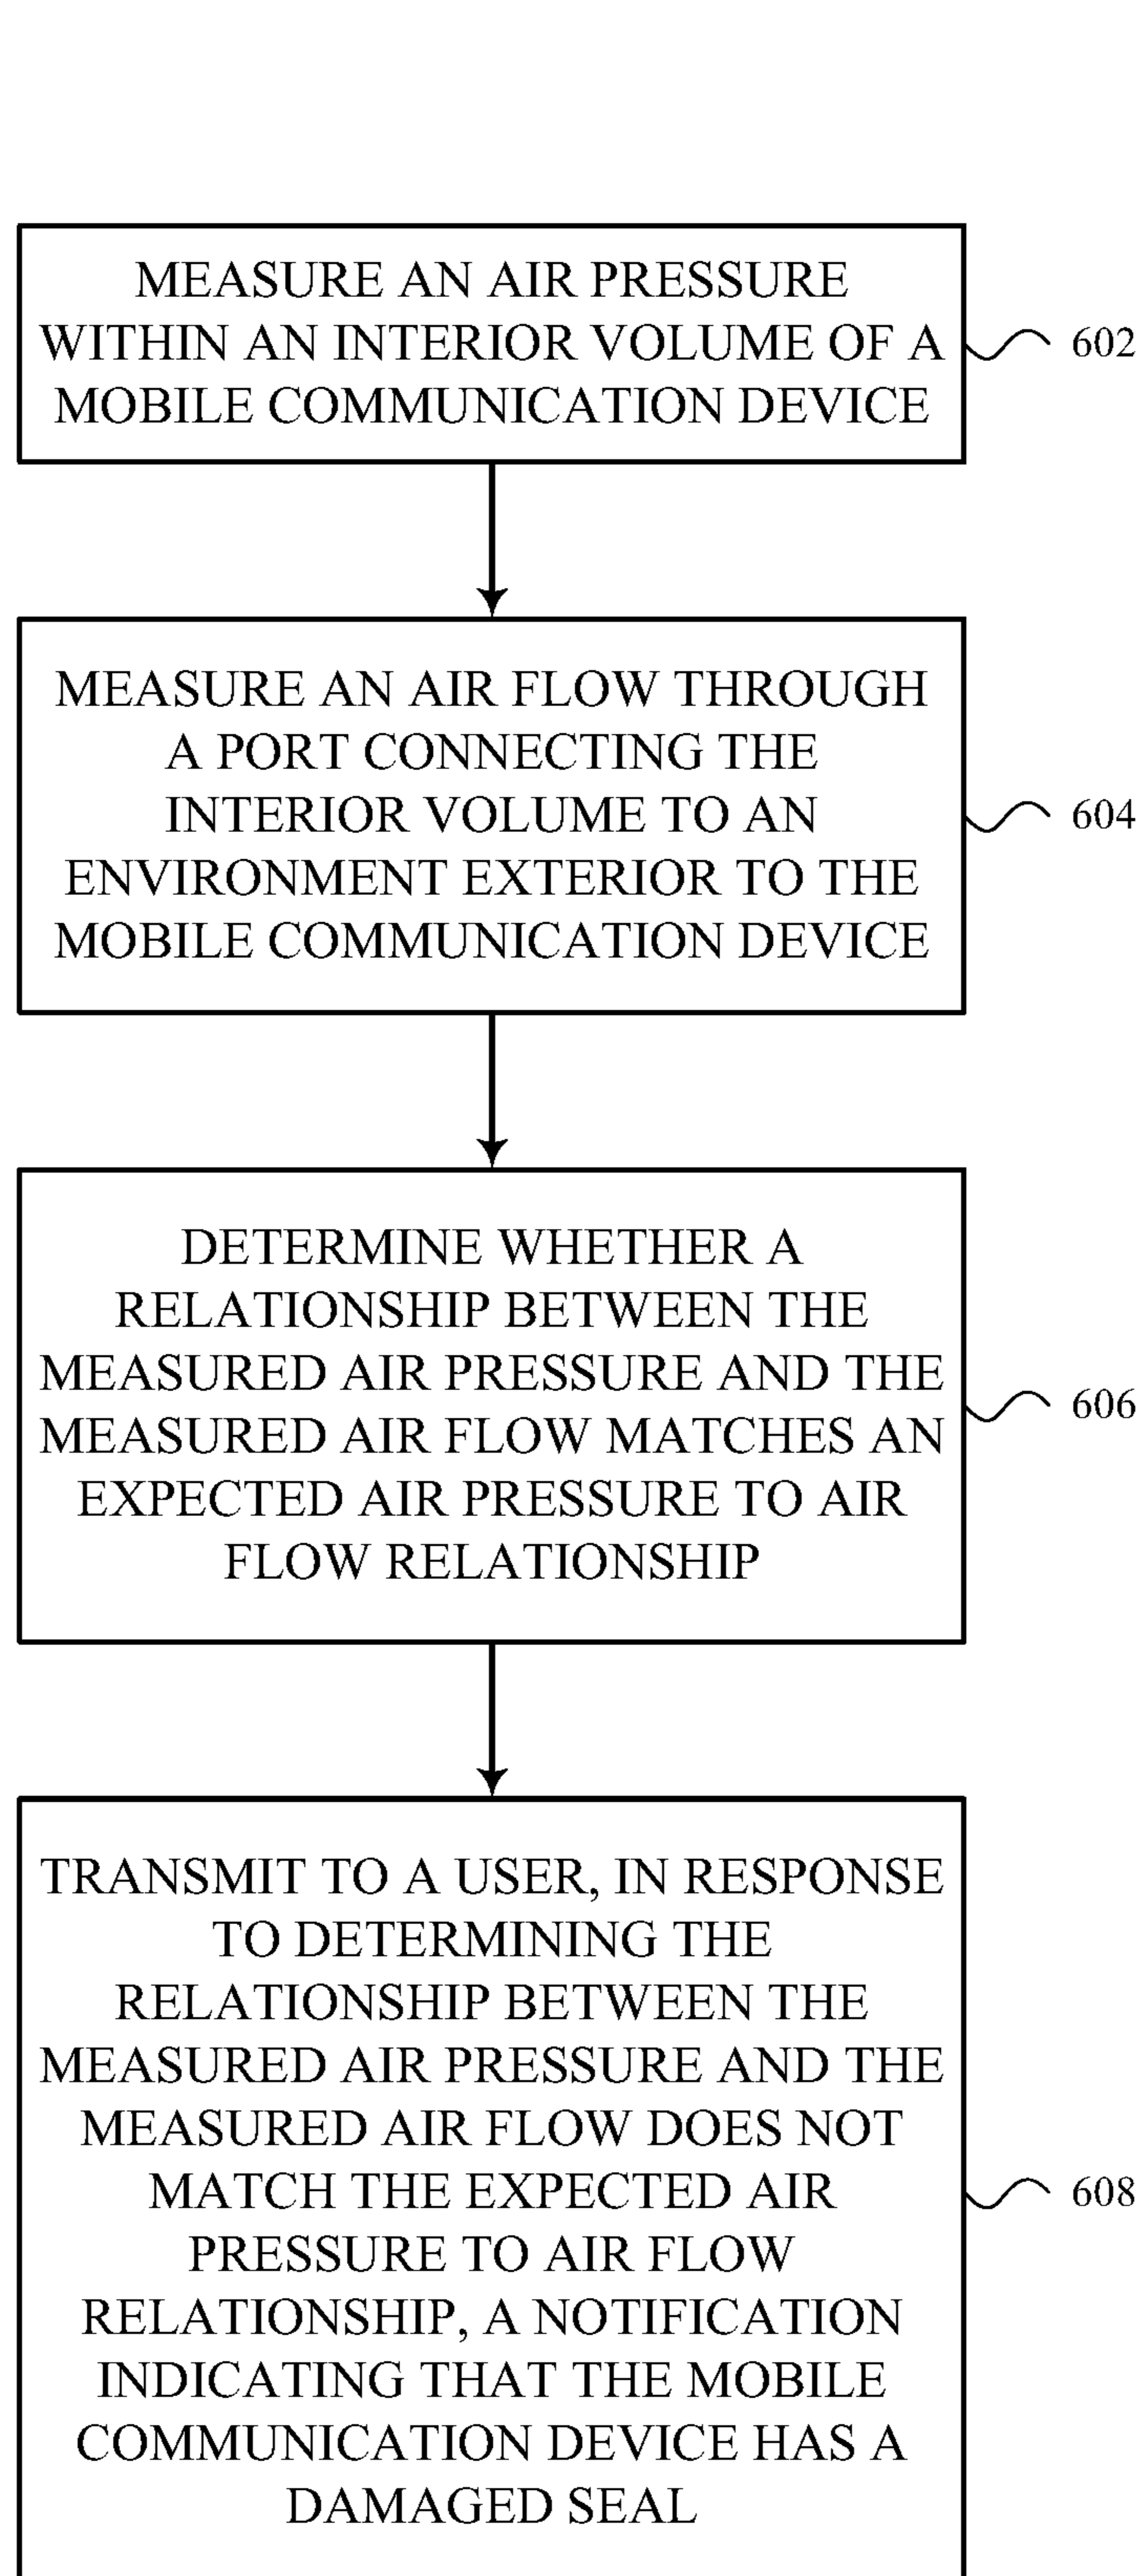 MEASURE AN AIR PRESSURE
WITHIN AN INTERIOR VOLUME OF A
MOBILE COMMUNICATION DEVICE
602
MEASURE AN AIR FLOW THROUGH
A PORT CONNECTING THE
INTERIOR VOLUME TO AN
ENVIRONMENT EXTERIOR TO THE
MOBILE COMMUNICATION DEVICE
604
DETERMINE WHETHER A
RELATIONSHIP BETWEEN THE
MEASURED AIR PRESSURE AND THE
MEASURED AIR FLOW MATCHES AN
EXPECTED AIR PRESSURE TO AIR
FLOW RELATIONSHIP
606
TRANSMIT TO A USER, IN RESPONSE
TO DETERMINING THE
RELATIONSHIP BETWEEN THE
MEASURED AIR PRESSURE AND THE
MEASURED AIR FLOW DOES NOT
MATCH THE EXPECTED AIR
PRESSURE TO AIR FLOW
RELATIONSHIP, A NOTIFICATION
INDICATING THAT THE MOBILE
COMMUNICATION DEVICE HAS A
DAMAGED SEAL
608